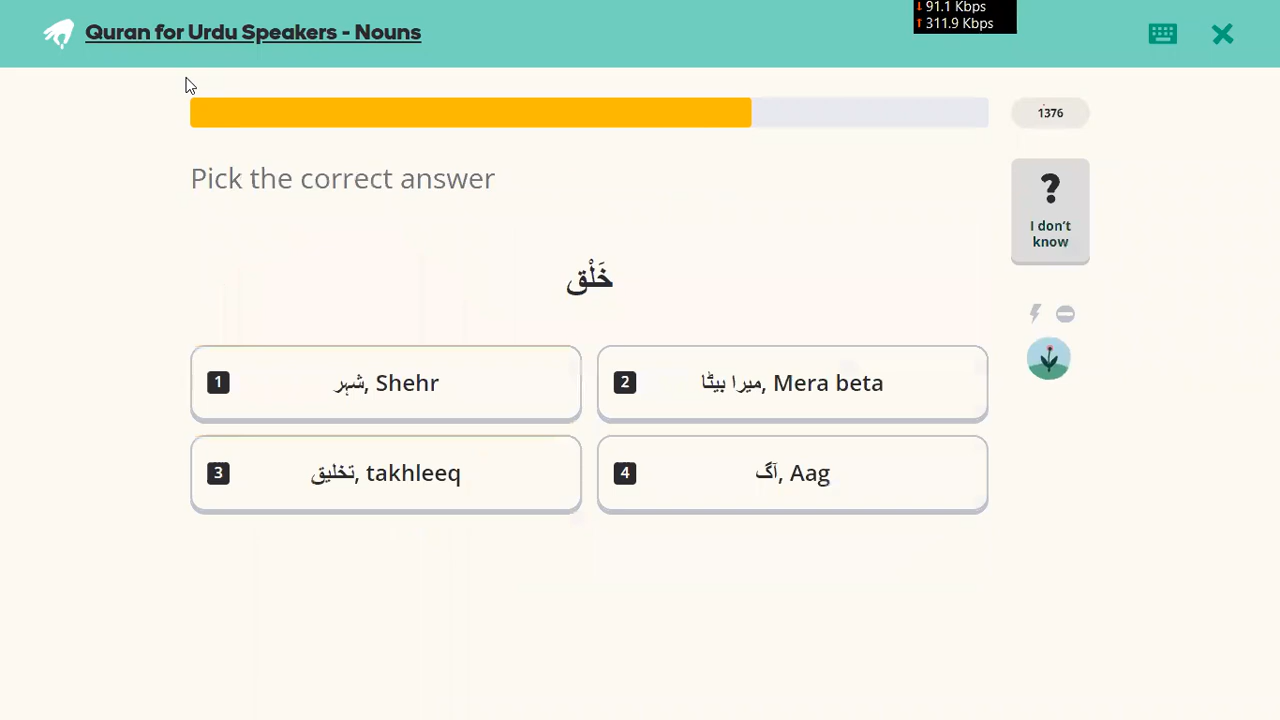 ↓ 91.1 Kbps
↑ 311.9 Kbps
Quran for Urdu Speakers - Nouns
1376
Pick the correct answer
?
I don't
know
خَلْق
1 شہر, Shehr
2 میرا بیٹا, Mera beta
3 تخلیق, takhleeq
4 آگ, Aag